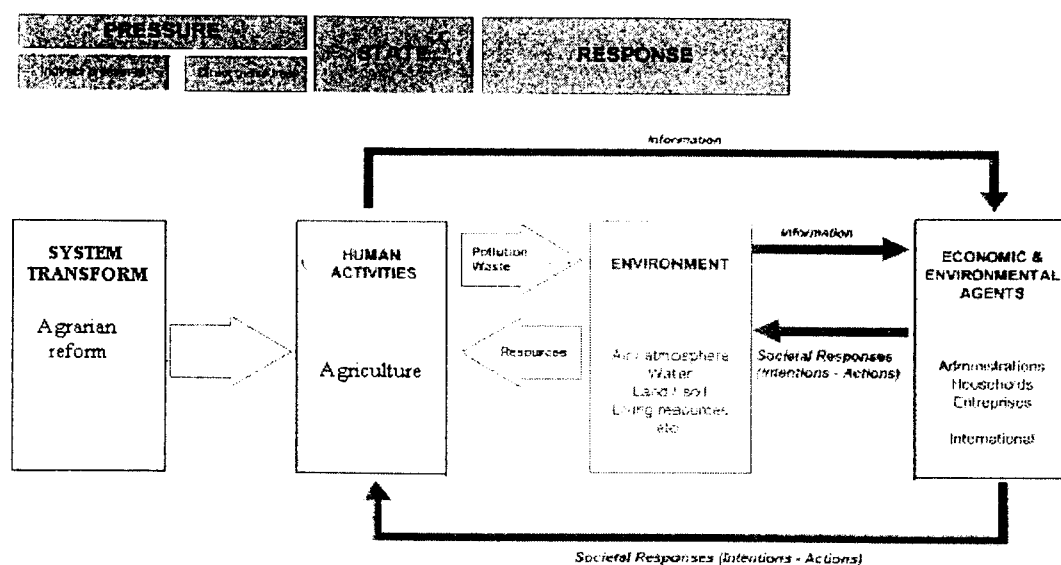 PRESSURE
STATE
RESPONSE
Information
SYSTEM
TRANSFORM
Agrarian
reform
HUMAN
ACTIVITIES
Agriculture
Pollution
Waste
Resources
ENVIRONMENT
Air / atmosphere
Water
Land / soil
Living resources
etc
Information
Societal Responses
(Intentions - Actions)
ECONOMIC &
ENVIRONMENTAL
AGENTS
Administrations
Households
Entreprises
International
Societal Responses (Intentions - Actions)